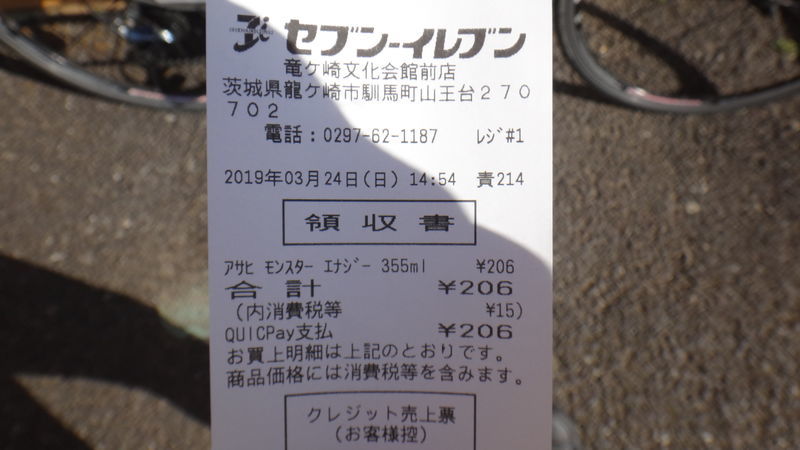 セブン-イレブン
竜ケ崎文化会館前店
茨城県龍ケ崎市馴馬町山王台２７０
７０２
電話：0297-62-1187 ﾚｼﾞ#1
2019年03月24日(日) 14:54 責214
領収書
ｱｻﾋ ﾓﾝｽﾀｰ ｴﾅｼﾞｰ 355ml ¥206
合計 ¥206
(内消費税等 ¥15)
QUICPay支払 ¥206
お買上明細は上記のとおりです。
商品価格には消費税等を含みます。
クレジット売上票
(お客様控)